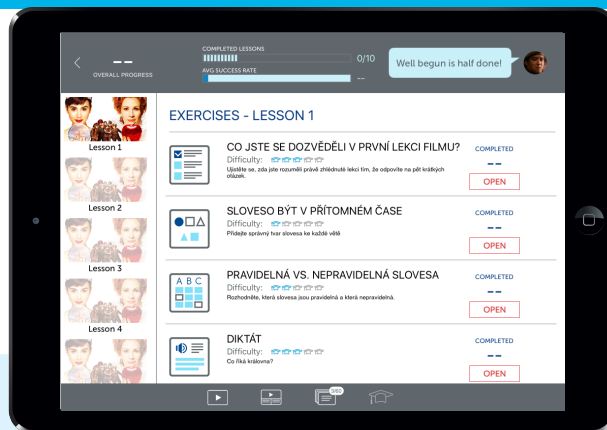 COMPLETED LESSONS
0/10
-- OVERALL PROGRESS
AVG SUCCESS RATE
--
Well begun is half done!
EXERCISES - LESSON 1
Lesson 1
Lesson 2
Lesson 3
Lesson 4
CO JSTE SE DOZVĚDĚLI V PRVNÍ LEKCI FILMU?
Difficulty:
Ujistěte se, zda jste rozuměli právě zhlédnuté lekci tím, že odpovíte na pět krátkých
otázek.
COMPLETED
--
OPEN
SLOVESO BÝT V PŘÍTOMNÉM ČASE
Difficulty:
Přidejte správný tvar slovesa ke každé větě
COMPLETED
--
OPEN
A B C
PRAVIDELNÁ VS. NEPRAVIDELNÁ SLOVESA
Difficulty:
Rozhodněte, která slovesa jsou pravidelná a která nepravidelná.
COMPLETED
--
OPEN
DIKTÁT
Difficulty:
Co říká královna?
COMPLETED
--
OPEN